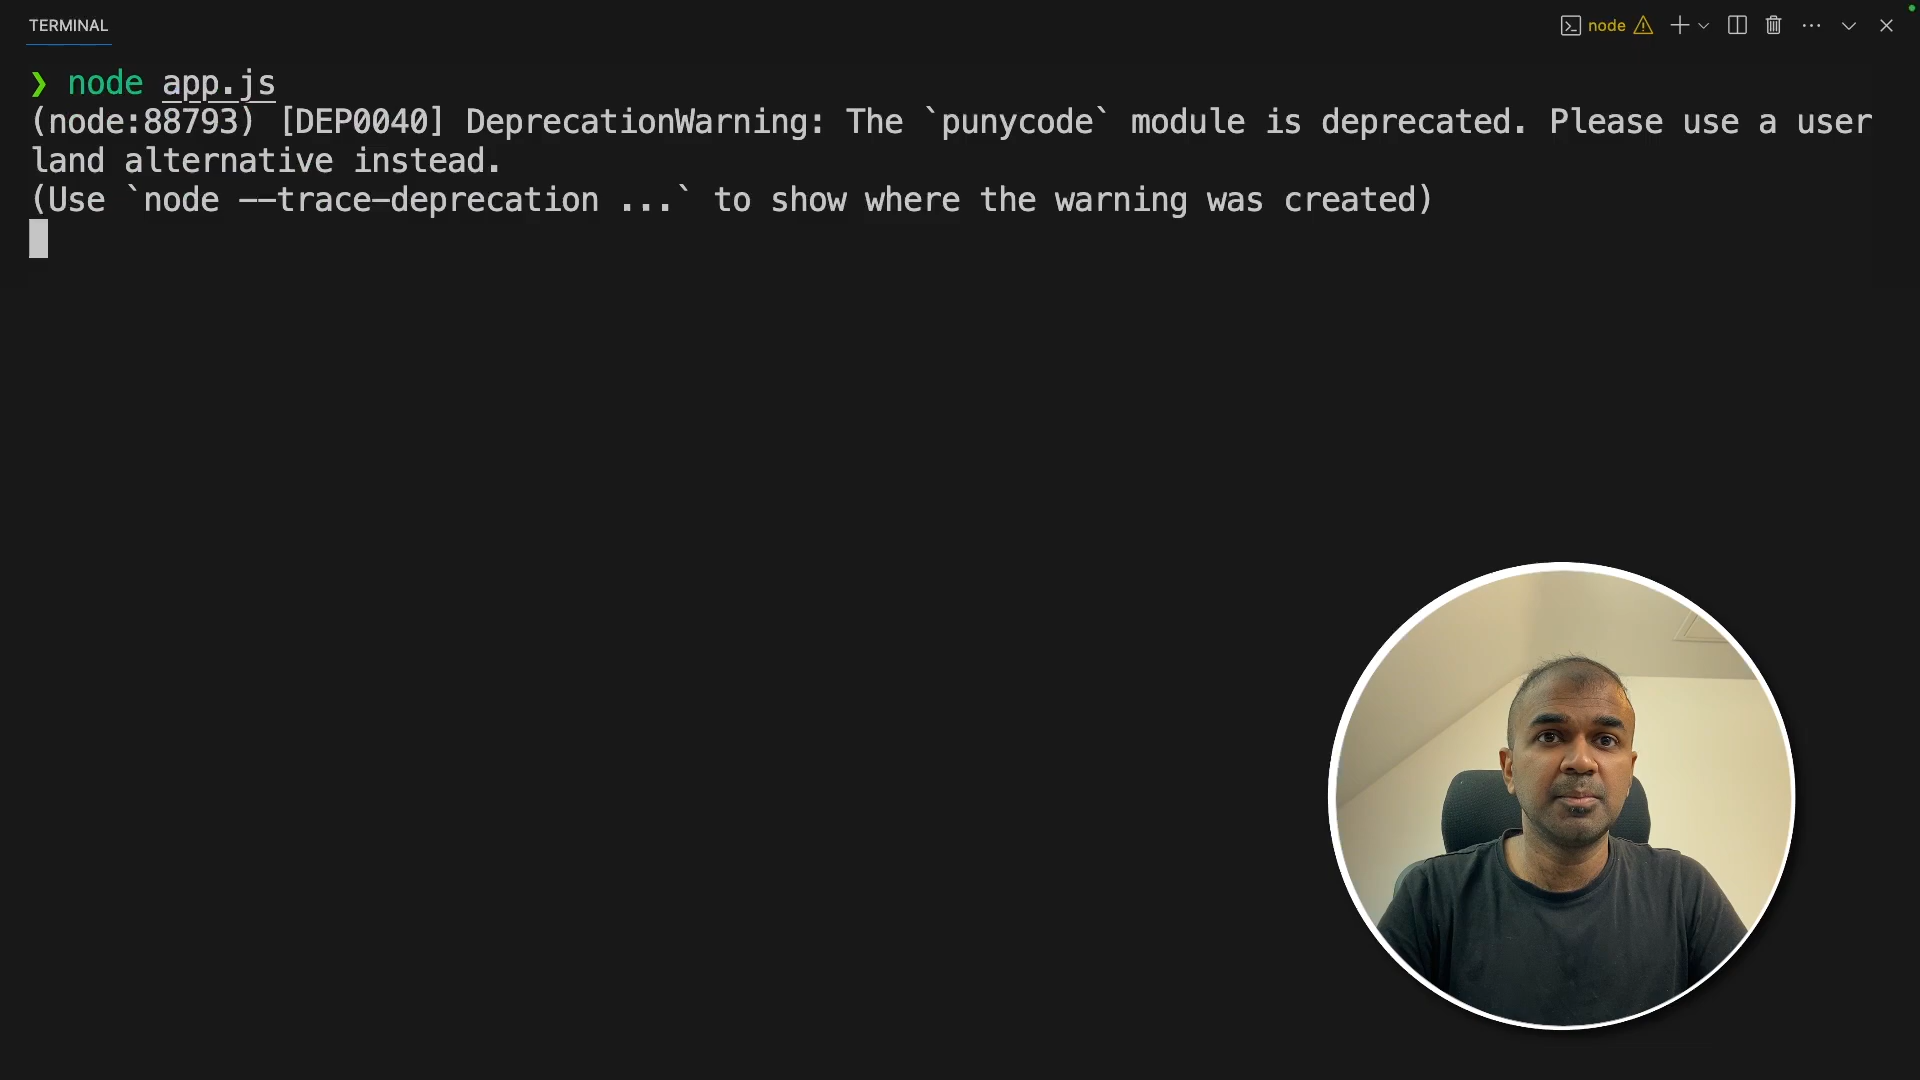 TERMINAL
node
❯ node app.js
(node:88793) [DEP0040] DeprecationWarning: The `punycode` module is deprecated. Please use a user
land alternative instead.
(Use `node --trace-deprecation ...` to show where the warning was created)